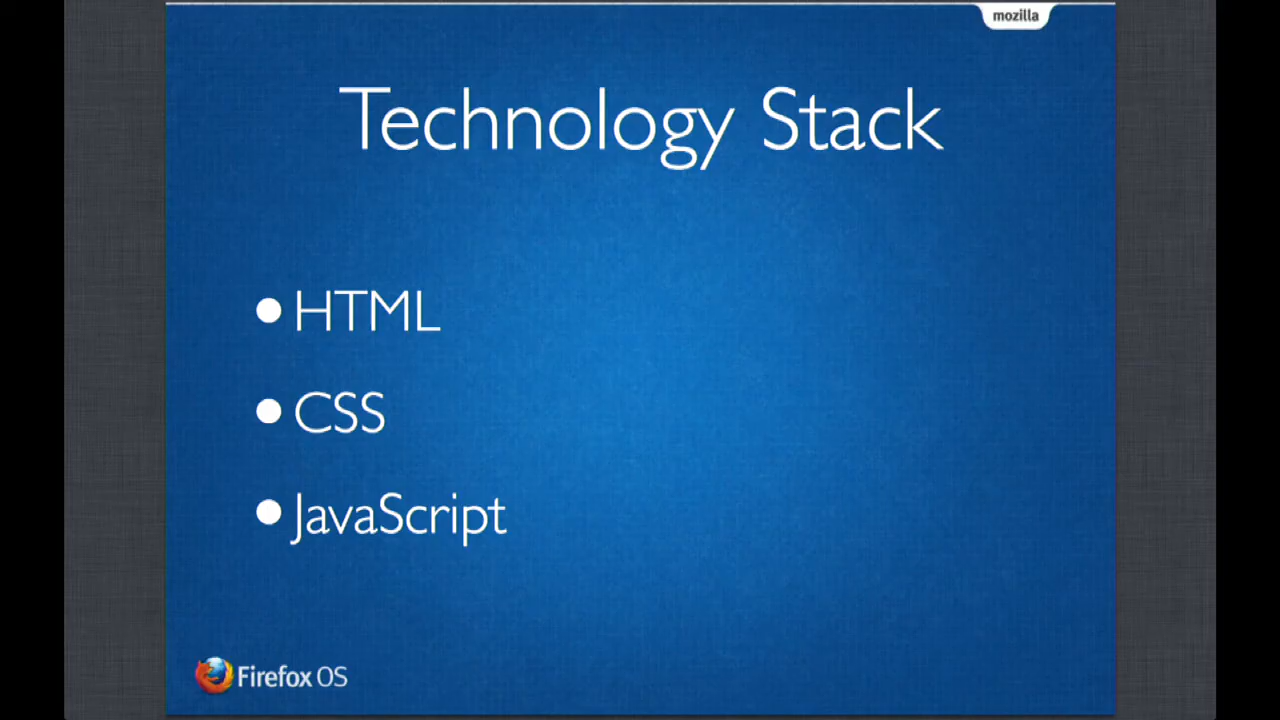 mozilla
Technology Stack
• HTML
• CSS
• JavaScript
Firefox OS